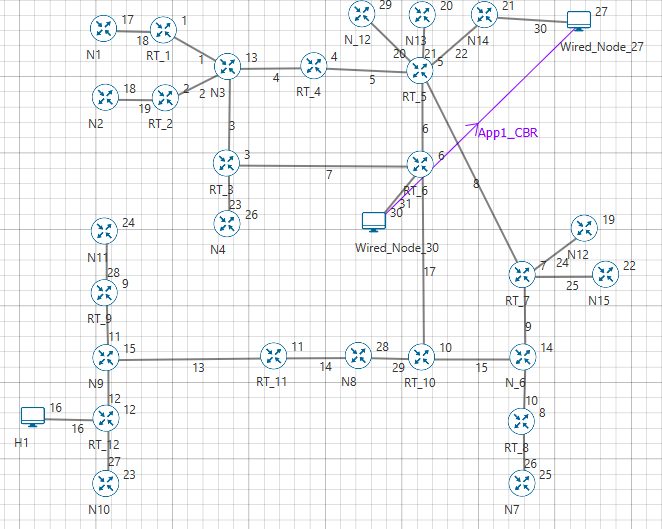 29
20
21
27
17
1
N_12
N13
N14
30
Wired_Node_27
18
N1
RT_1
1
13
4
20
21
22
5
N3
4
RT_4
5
RT_5
18
2
2
19
N2
RT_2
3
6
App1_CBR
3
7
6
RT_3
RT_6
8
23
26
31
30
N4
Wired_Node_30
24
19
N11
17
N12
28
7
24
22
9
RT_7
25
N15
RT_9
11
9
15
11
28
10
14
13
14
29
15
N9
RT_11
N8
RT_10
N_6
12
10
16
12
8
16
H1
RT_12
RT_8
27
26
23
25
N10
N7